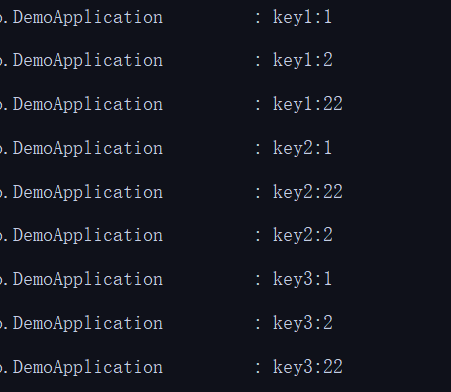 o.DemoApplication : key1:1
o.DemoApplication : key1:2
o.DemoApplication : key1:22
o.DemoApplication : key2:1
o.DemoApplication : key2:22
o.DemoApplication : key2:2
o.DemoApplication : key3:1
o.DemoApplication : key3:2
o.DemoApplication : key3:22